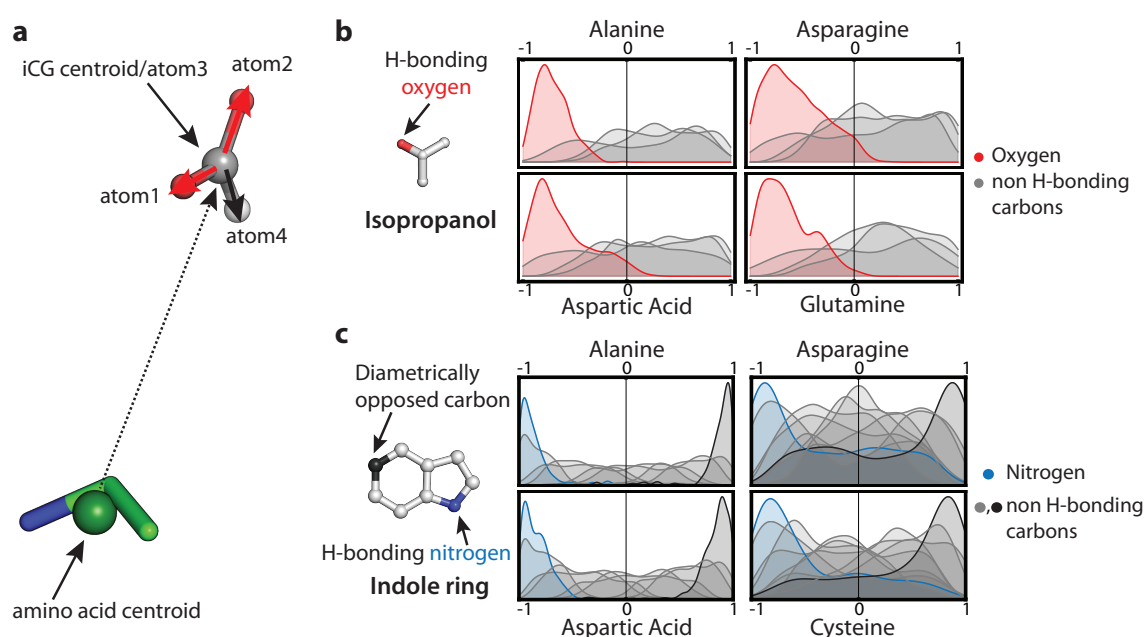 a
iCG centroid/atom3
atom2
atom1
atom4
amino acid centroid
b
H-bonding
oxygen
Isopropanol
Alanine
Asparagine
-1 0 1 -1 0 1
-1 0 1 -1 0 1
Aspartic Acid
Glutamine
Oxygen
non H-bonding
carbons
c
Diametrically
opposed carbon
H-bonding nitrogen
Indole ring
Alanine
Asparagine
-1 0 1 -1 0 1
-1 0 1 -1 0 1
Aspartic Acid
Cysteine
Nitrogen
, non H-bonding
carbons